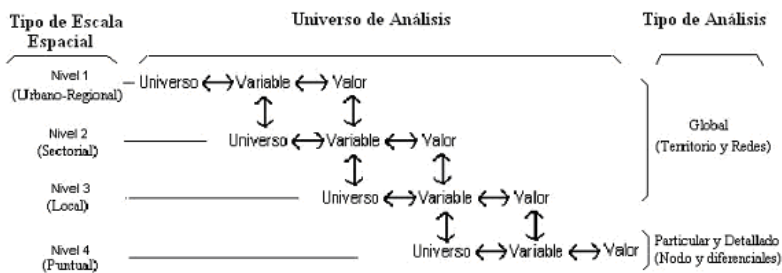 Tipo de Escala Espacial
Universo de Análisis
Tipo de Análisis
Nivel 1
(Urbano-Regional)
Universo Variable Valor
Nivel 2
(Sectorial)
Universo Variable Valor
Global
(Territorio y Redes)
Nivel 3
(Local)
Universo Variable Valor
Nivel 4
(Puntual)
Universo Variable Valor
Particular y Detallado
(Nodo y diferenciales)